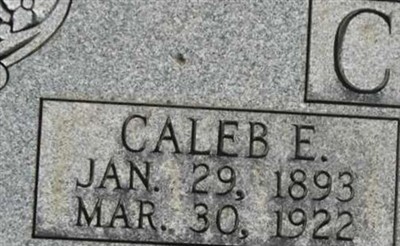 C
CALEB E.
JAN. 29, 1893
MAR. 30, 1922